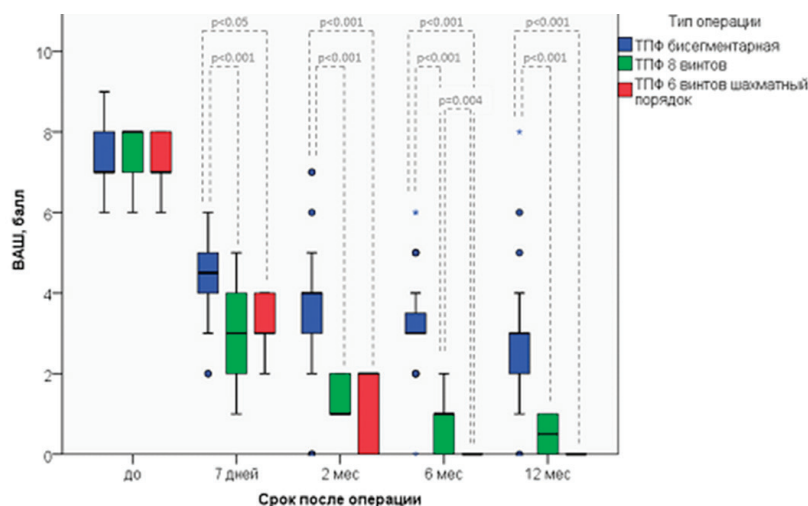 p<0.05
p<0.001
p<0.001
p<0.001
p<0.001
p<0.001
p<0.001
p=0.004
p<0.001
p<0.001
Тип операции
ТПФ бисегментарная
ТПФ 8 винтов
ТПФ 6 винтов шахматный
порядок
ВАШ, балл
10
8
6
4
2
0
до
7 дней
2 мес
6 мес
12 мес
Срок после операции